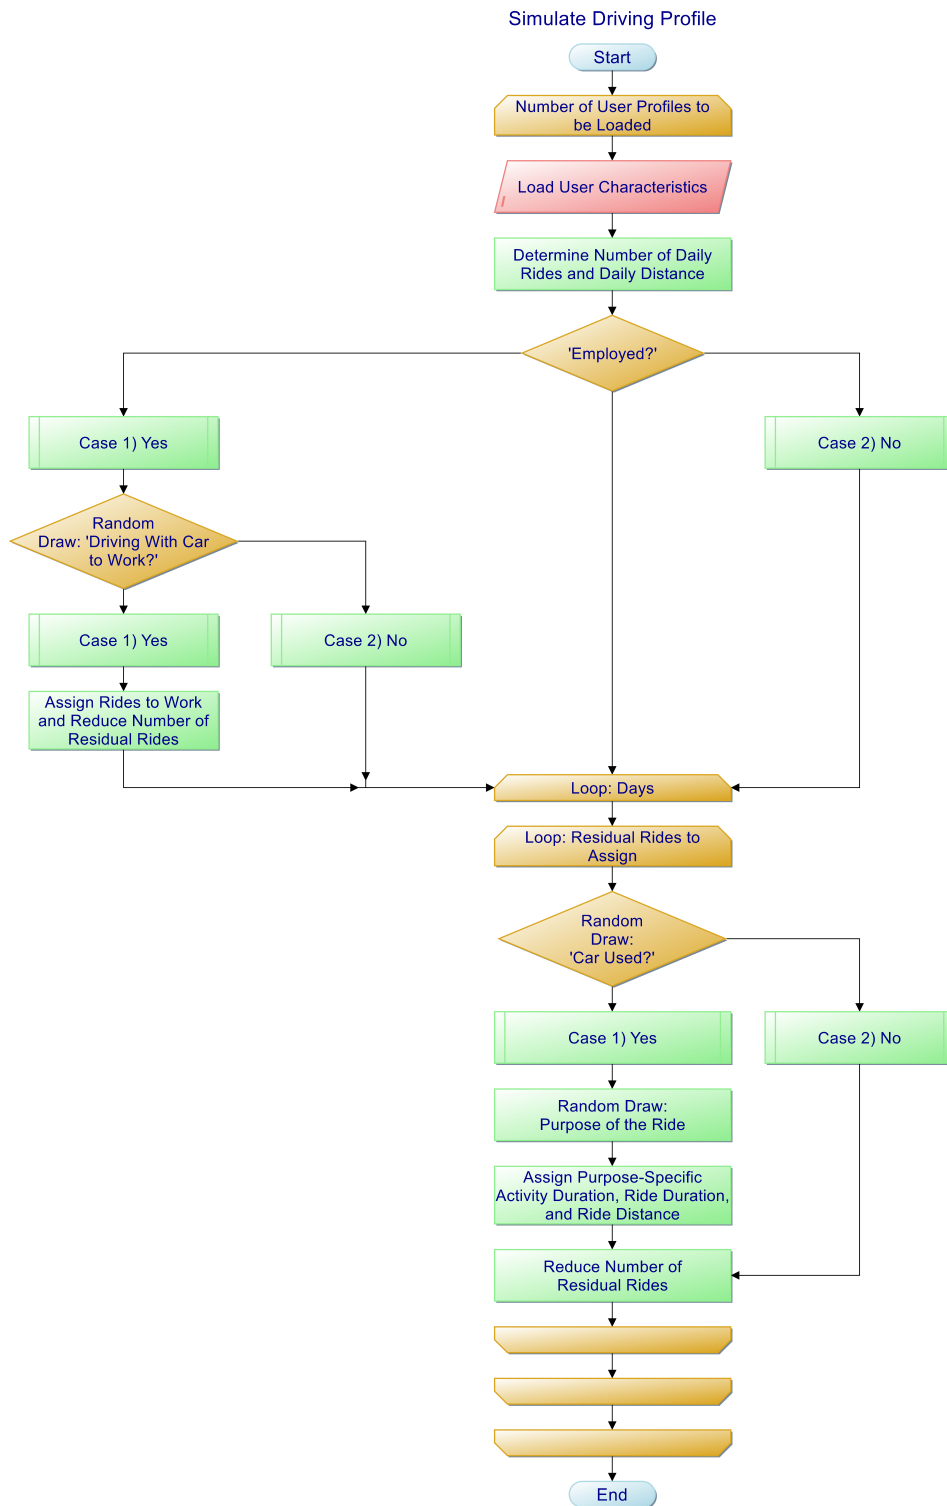 Simulate Driving Profile
Start
Number of User Profiles to
be Loaded
Load User Characteristics
Determine Number of Daily
Rides and Daily Distance
'Employed?'
Case 1) Yes
Case 2) No
Random
Draw: 'Driving With Car
to Work?'
Case 1) Yes
Case 2) No
Assign Rides to Work
and Reduce Number of
Residual Rides
Loop: Days
Loop: Residual Rides to
Assign
Random
Draw:
'Car Used?'
Case 1) Yes
Case 2) No
Random Draw:
Purpose of the Ride
Assign Purpose-Specific
Activity Duration, Ride Duration,
and Ride Distance
Reduce Number of
Residual Rides
End